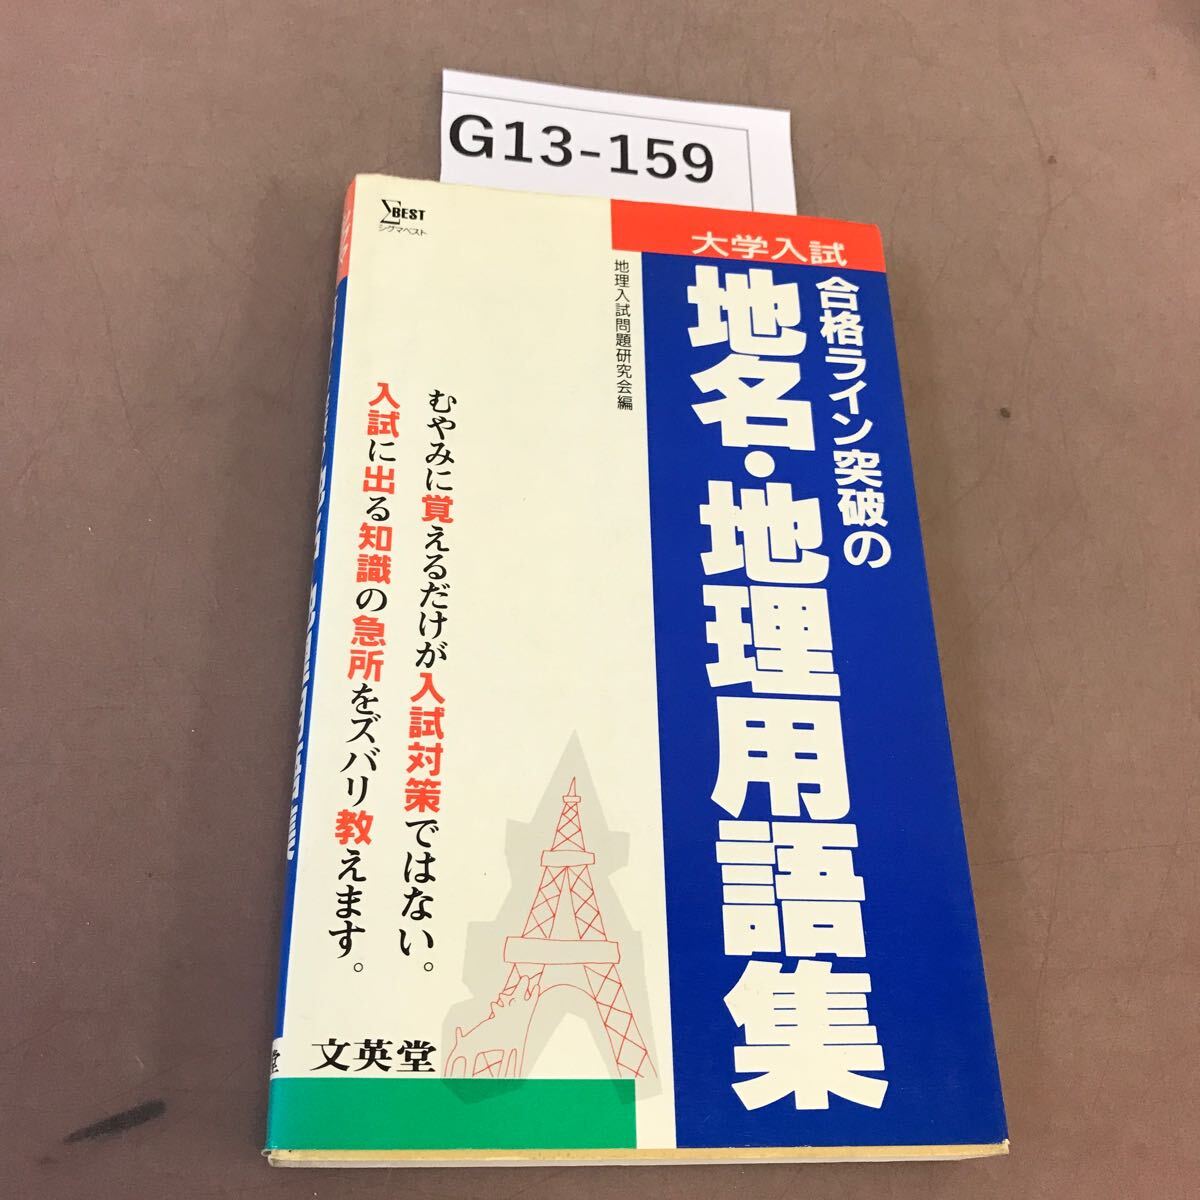 G13-159
ΣBEST
シグマベスト
大学入試
合格ライン突破の
地名・地理用語集
地理入試問題研究会編
むやみに覚えるだけが入試対策ではない。
入試に出る知識の急所をズバリ教えます。
文英堂